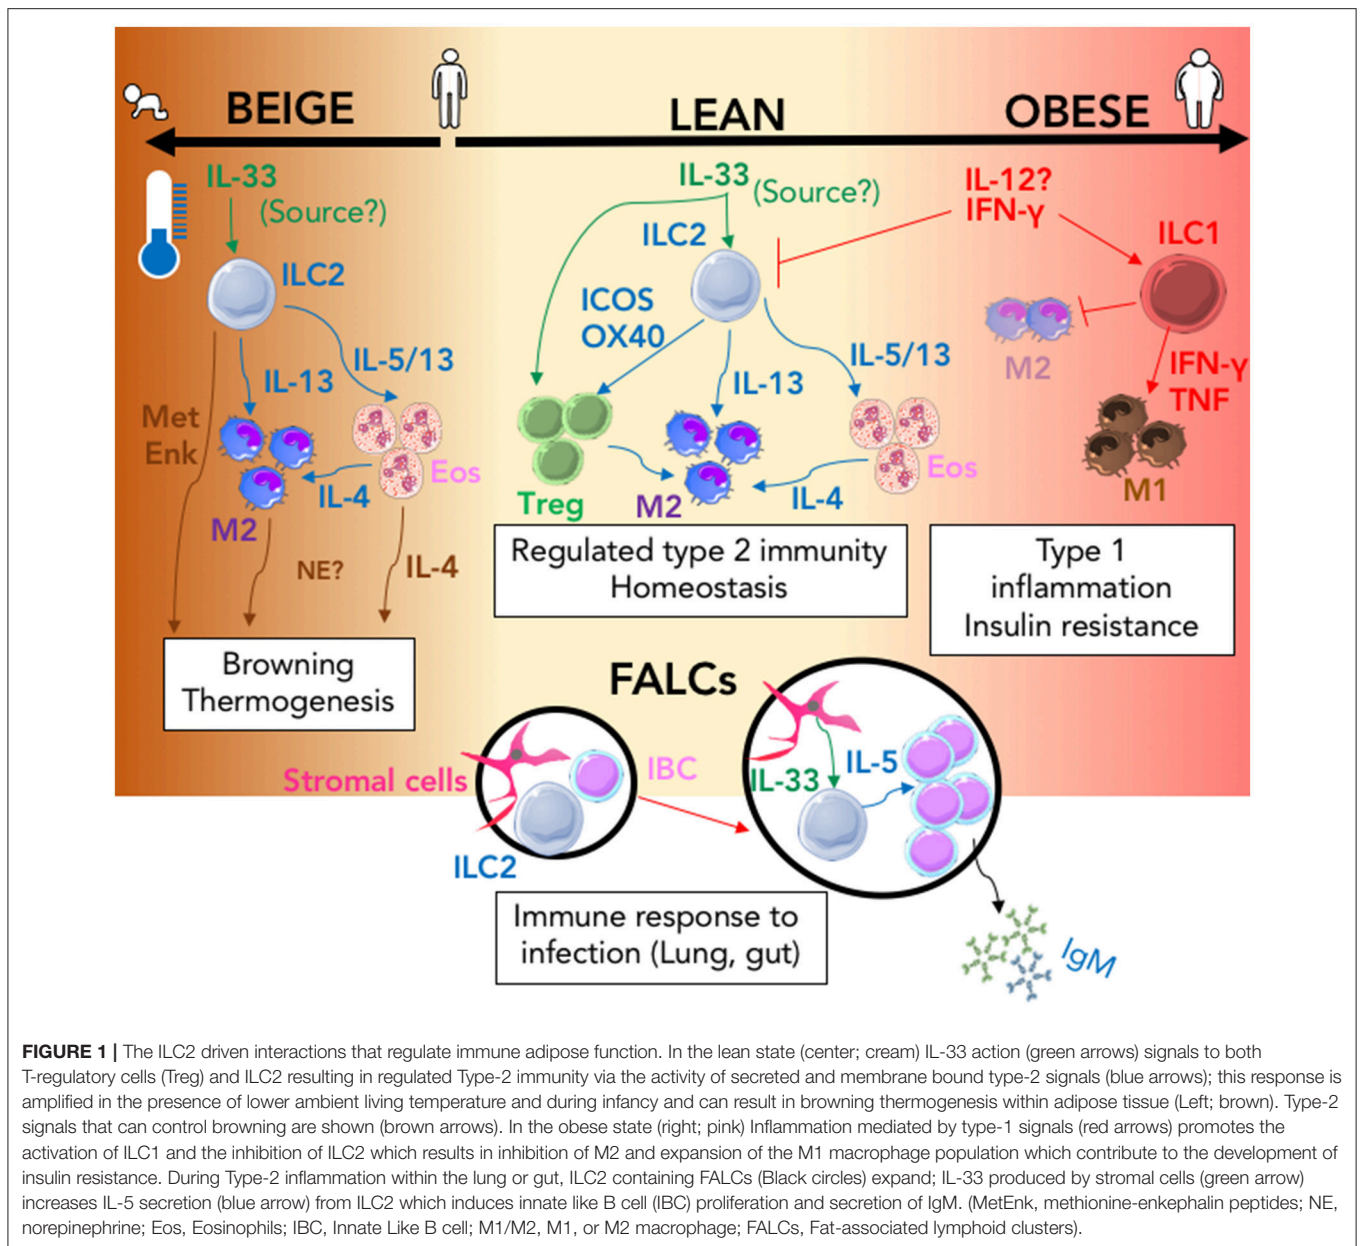 BEIGE
LEAN
OBESE
IL-33
(Source?)
ILC2
IL-13
IL-5/13
Met
Enk
M2
Eos
IL-4
NE?
IL-4
Browning
Thermogenesis
IL-33
(Source?)
ILC2
ICOS
OX40
IL-13
IL-5/13
Treg
M2
IL-4
Eos
Regulated type 2 immunity
Homeostasis
IL-12?
IFN-γ
ILC1
M2
IFN-γ
TNF
M1
Type 1
inflammation
Insulin resistance
FALCs
Stromal cells
IBC
ILC2
IL-33
IL-5
IgM
Immune response to
infection (Lung, gut)
FIGURE 1 | The ILC2 driven interactions that regulate immune adipose function. In the lean state (center; cream) IL-33 action (green arrows) signals to both
T-regulatory cells (Treg) and ILC2 resulting in regulated Type-2 immunity via the activity of secreted and membrane bound type-2 signals (blue arrows); this response is
amplified in the presence of lower ambient living temperature and during infancy and can result in browning thermogenesis within adipose tissue (Left; brown). Type-2
signals that can control browning are shown (brown arrows). In the obese state (right; pink) Inflammation mediated by type-1 signals (red arrows) promotes the
activation of ILC1 and the inhibition of ILC2 which results in inhibition of M2 and expansion of the M1 macrophage population which contribute to the development of
insulin resistance. During Type-2 inflammation within the lung or gut, ILC2 containing FALCs (Black circles) expand; IL-33 produced by stromal cells (green arrow)
increases IL-5 secretion (blue arrow) from ILC2 which induces innate like B cell (IBC) proliferation and secretion of IgM. (MetEnk, methionine-enkephalin peptides; NE,
norepinephrine; Eos, Eosinophils; IBC, Innate Like B cell; M1/M2, M1, or M2 macrophage; FALCs, Fat-associated lymphoid clusters).